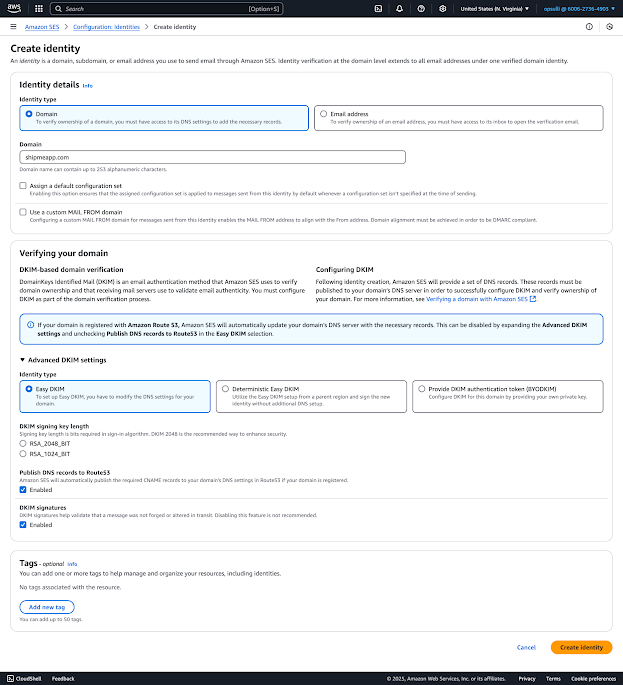 aws
Search
[Option+S]
United States (N. Virginia)
Amazon SES
Configuration: Identities
Create identity
Create identity
An identity is a domain, subdomain, or email address you use to send email through Amazon SES. Identity verification at the domain level extends to all email addresses under one verified domain identity.
Identity details Info
Identity type
Domain
To verify ownership of a domain, you must have access to its DNS settings to add the necessary records.
Email address
To verify ownership of an email address, you must have access to its inbox to open the verification email.
Domain
shipmeapp.com
Domain name can contain up to 253 alphanumeric characters.
Assign a default configuration set
Enabling this option ensures that the assigned configuration set is applied to messages sent from this identity by default whenever a configuration set isn't specified at the time of sending.
Use a custom MAIL FROM domain
Configuring a custom MAIL FROM domain for messages sent from this identity enables the MAIL FROM address to align with the From address. Domain alignment must be achieved in order to be DMARC compliant.
Verifying your domain
DKIM-based domain verification
DomainKeys Identified Mail (DKIM) is an email authentication method that Amazon SES uses to verify
domain ownership and that receiving mail servers use to validate email authenticity. You must configure
DKIM as part of the domain verification process.
Configuring DKIM
Following identity creation, Amazon SES will provide a set of DNS records. These records must be
published to your domain's DNS server in order to successfully configure DKIM and verify ownership of
your domain. For more information, see Verifying a domain with Amazon SES
If your domain is registered with Amazon Route 53, Amazon SES will automatically update your domain's DNS server with the necessary records. This can be disabled by expanding the Advanced DKIM
settings and unchecking Publish DNS records to Route53 in the Easy DKIM selection.
Advanced DKIM settings
Identity type
Easy DKIM
To set up Easy DKIM, you have to modify the DNS settings for your
domain.
Deterministic Easy DKIM
Utilize the Easy DKIM setup from a parent region and sign the new
identity without additional DNS setup.
Provide DKIM authentication token (BYODKIM)
Configure DKIM for this domain by providing your own private key.
DKIM signing key length
Signing key length is bits required in sign-in algorithm. DKIM 2048 is the recommended way to enhance security.
RSA_2048_BIT
RSA_1024_BIT
Publish DNS records to Route53
Amazon SES will automatically publish the required CNAME records to your domain's DNS settings in Route53 if your domain is registered.
Enabled
DKIM signatures
DKIM signatures help validate that a message was not forged or altered in transit. Disabling this feature is not recommended.
Enabled
Tags - optional Info
You can add one or more tags to help manage and organize your resources, including identities.
No tags associated with the resource.
Add new tag
You can add up to 50 tags.
Cancel
Create identity
CloudShell
Feedback
© 2025, Amazon Web Services, Inc. or its affiliates.
Privacy
Terms
Cookie preferences